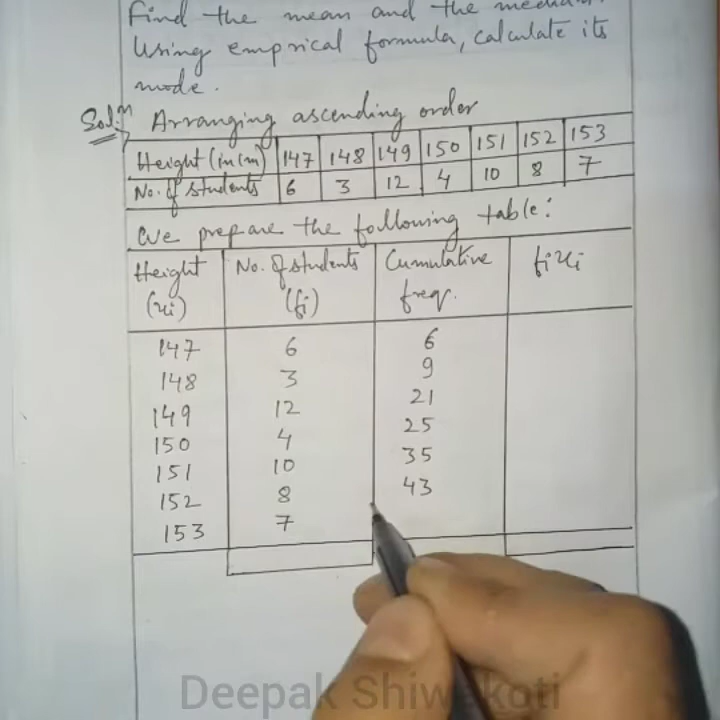 Find the mean and the median.
Using emprical formula, calculate its
mode.
Solⁿ. Arranging ascending order
Height (in cm) 147 148 149 150 151 152 153
No. of students 6 3 12 4 10 8 7
We prepare the following table:
Height (xi) No. of students (fi) Cumulative freq. fixi
147 6 6
148 3 9
149 12 21
150 4 25
151 10 35
152 8 43
153 7
Deepak Shiwakoti